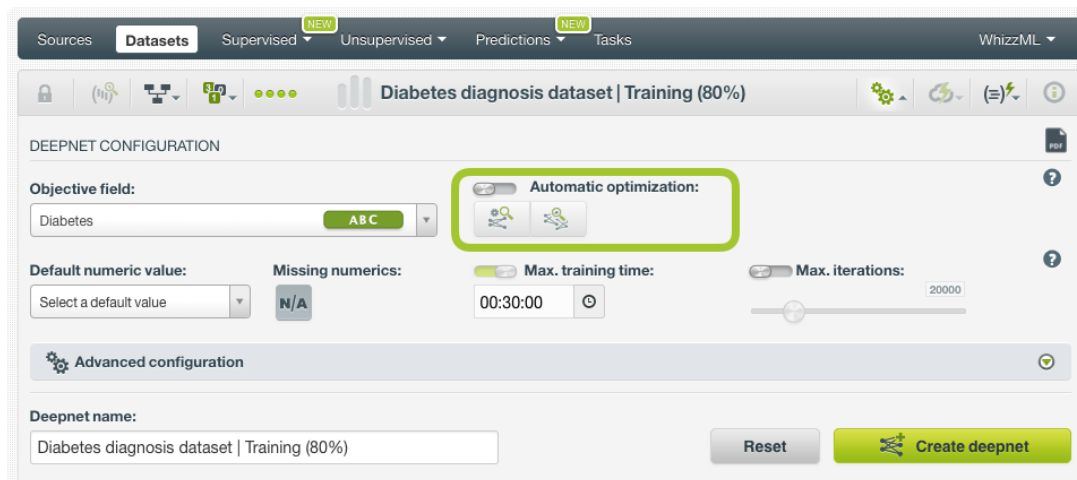 NEW NEW
Sources Datasets Supervised Unsupervised Predictions Tasks WhizzML
Diabetes diagnosis dataset | Training (80%)
DEEPNET CONFIGURATION
PDF
Objective field: Automatic optimization:
Diabetes ABC
Default numeric value: Missing numerics: Max. training time: Max. iterations:
Select a default value N/A 00:30:00 20000
Advanced configuration
Deepnet name:
Diabetes diagnosis dataset | Training (80%) Reset Create deepnet